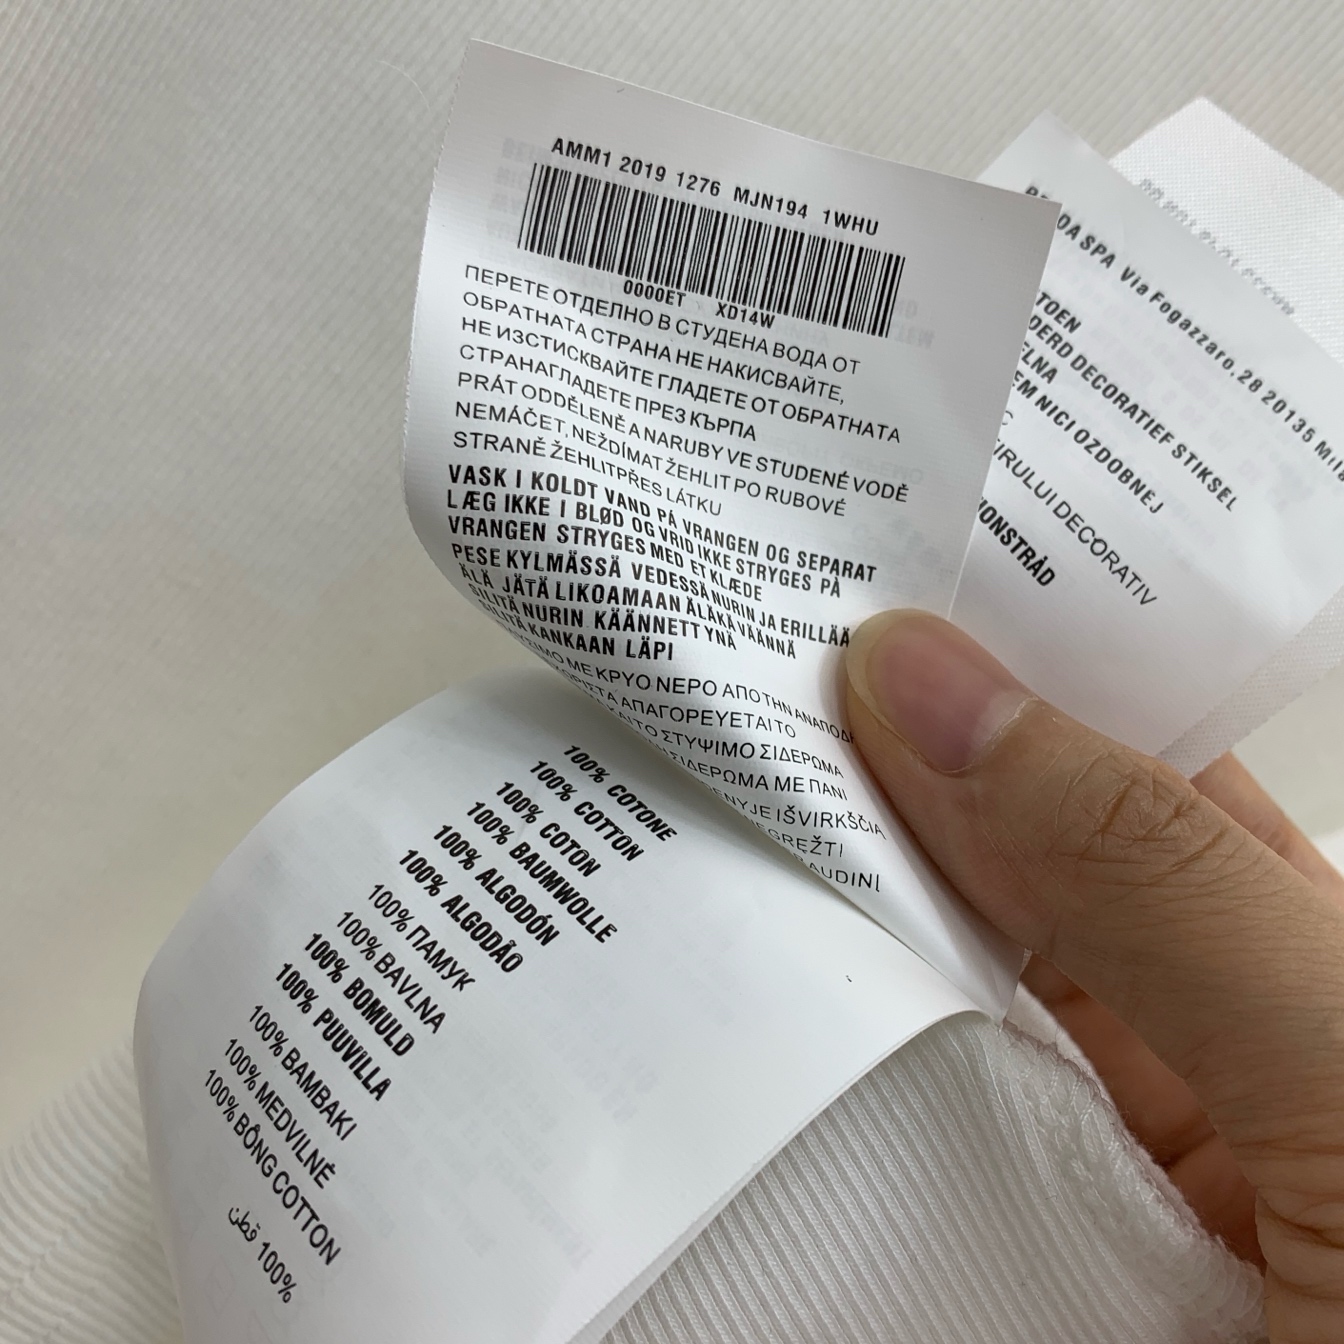 AMM1 2019 1276 MJN194 1WHU
0000ET XD14W
ПЕРЕТЕ ОТДЕЛНО В СТУДЕНА ВОДА ОТ
ОБРАТНАТА СТРАНА НЕ НАКИСВАЙТЕ,
НЕ ИЗСТИСКВАЙТЕ ГЛАДЕТЕ ОТ ОБРАТНАТА
СТРАНАГЛАДЕТЕ ПРЕЗ КЪРПА
PRÁT ODDĚLENĚ A NARUBY VE STUDENÉ VODĚ
NEMÁČET, NEŽDÍMAT ŽEHLIT PO RUBOVÉ
STRANĚ ŽEHLITPŘES LÁTKU
VASK I KOLDT VAND PÅ VRANGEN OG SEPARAT
LÆG IKKE I BLØD OG VRID IKKE STRYGES PÅ
VRANGEN STRYGES MED ET KLÆDE
PESE KYLMÄSSÄ VEDESSÄ NURIN JA ERILLÄÄ
ÄLÄ JÄTÄ LIKOAMAAN ÄLÄKÄ VÄÄNNÄ
SILITÄ NURIN KÄÄNNETTYNÄ
SILITÄ KANKAAN LÄPI
ΜΕ ΚΡΥΟ ΝΕΡΟ ΑΠΟ ΤΗΝ
ΑΠΑΓΟΡΕΥΕΤΑΙ ΤΟ
ΚΑΙ ΤΟ ΣΤΥΨΙΜΟ ΣΙΔΕΡΩΜΑ
ΣΙΔΕΡΩΜΑ ΜΕ ΠΑΝΙ
IŠVIRKŠČIA
SPA Via Fogazzaro, 28 20135
DECORATIEF STIKSEL
NICI OZDOBNEJ
DECORATIV
100% COTONE
100% COTTON
100% COTON
100% BAUMWOLLE
100% ALGODÓN
100% ALGODÃO
100% ПАМУК
100% BAVLNA
100% BOMULD
100% PUUVILLA
100% BAMBAKI
100% MEDVILNÉ
100% BÔNG COTTON
100% قطن